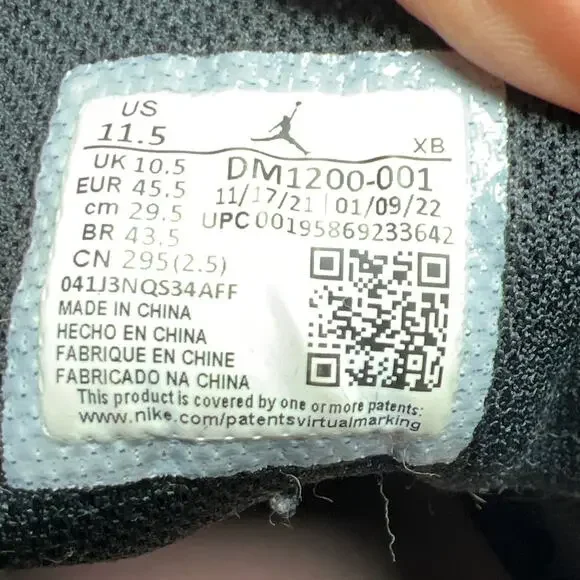 US
11.5
XB
UK 10.5
EUR 45.5
cm 29.5
BR 43.5
CN 295(2.5)
DM1200-001
11/17/21 | 01/09/22
UPC 00195869233642
041J3NQS34AFF
MADE IN CHINA
HECHO EN CHINA
FABRIQUE EN CHINE
FABRICADO NA CHINA
This product is covered by one or more patents:
www.nike.com/patentsvirtualmarking